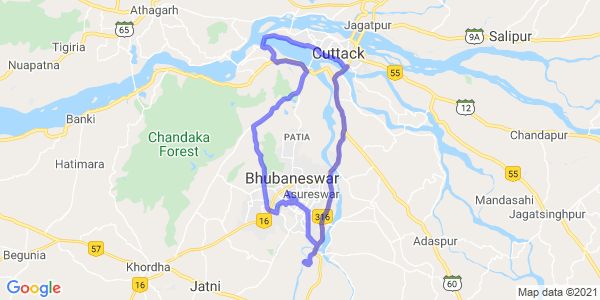 Athagarh
Jagatpur
65
9A
Salipur
Tigiria
Cuttack
Nuapatna
55
12
Banki
Chandaka
Forest
PATIA
55
Chandapur
Hatimara
Bhubaneswar
Asureswar
Mandasahi
16
316
Jagatsinghpur
Adaspur
57
Begunia
Khordha
16
Jatni
60
Google
Map data ©2021